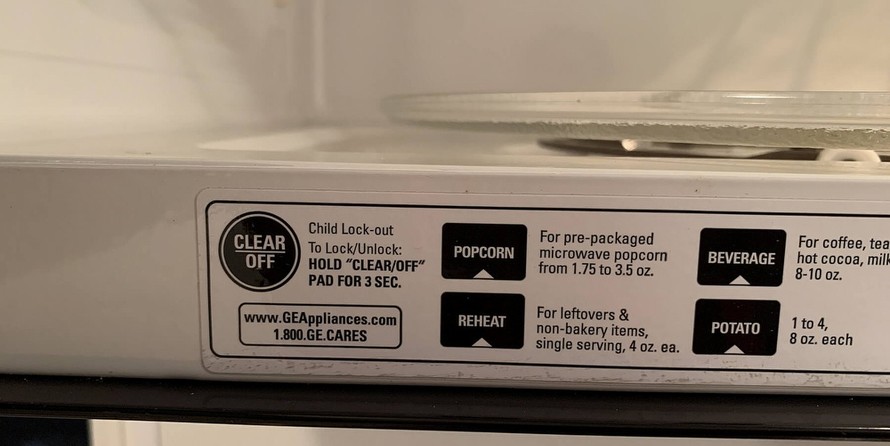 CLEAR
OFF
Child Lock-out
To Lock/Unlock:
HOLD "CLEAR/OFF"
PAD FOR 3 SEC.
www.GEAppliances.com
1.800.GE.CARES
POPCORN
For pre-packaged
microwave popcorn
from 1.75 to 3.5 oz.
REHEAT
For leftovers &
non-bakery items,
single serving, 4 oz. ea.
BEVERAGE
For coffee, tea
hot cocoa, milk
8-10 oz.
POTATO
1 to 4,
8 oz. each